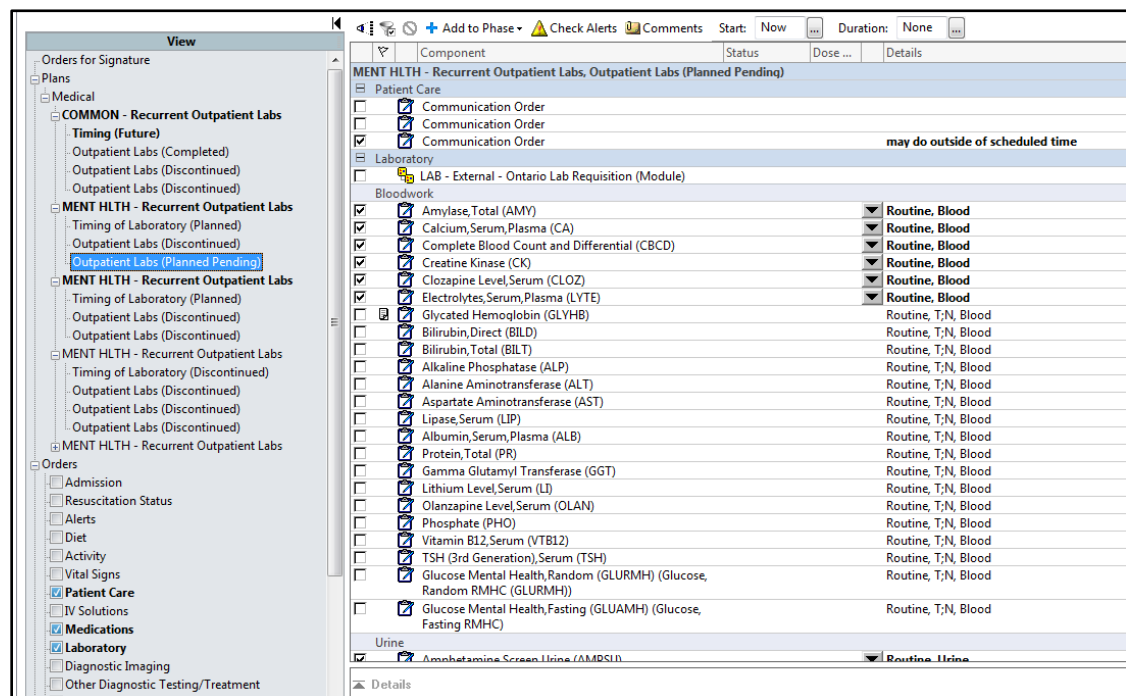 View
Orders for Signature
Plans
Medical
COMMON - Recurrent Outpatient Labs
Timing (Future)
Outpatient Labs (Completed)
Outpatient Labs (Discontinued)
Outpatient Labs (Discontinued)
MENT HLTH - Recurrent Outpatient Labs
Timing of Laboratory (Planned)
Outpatient Labs (Discontinued)
Outpatient Labs (Planned Pending)
MENT HLTH - Recurrent Outpatient Labs
Timing of Laboratory (Planned)
Outpatient Labs (Discontinued)
Outpatient Labs (Discontinued)
MENT HLTH - Recurrent Outpatient Labs
Timing of Laboratory (Discontinued)
Outpatient Labs (Discontinued)
Outpatient Labs (Discontinued)
Outpatient Labs (Discontinued)
MENT HLTH - Recurrent Outpatient Labs
Orders
Admission
Resuscitation Status
Alerts
Diet
Activity
Vital Signs
Patient Care
IV Solutions
Medications
Laboratory
Diagnostic Imaging
Other Diagnostic Testing/Treatment
Add to Phase Check Alerts Comments Start: Now ... Duration: None ...
Component Status Dose ... Details
MENT HLTH - Recurrent Outpatient Labs, Outpatient Labs (Planned Pending)
Patient Care
Communication Order
Communication Order
Communication Order may do outside of scheduled time
Laboratory
LAB - External - Ontario Lab Requisition (Module)
Bloodwork
Amylase,Total (AMY) Routine, Blood
Calcium,Serum,Plasma (CA) Routine, Blood
Complete Blood Count and Differential (CBCD) Routine, Blood
Creatine Kinase (CK) Routine, Blood
Clozapine Level,Serum (CLOZ) Routine, Blood
Electrolytes,Serum,Plasma (LYTE) Routine, Blood
Glycated Hemoglobin (GLYHB) Routine, T;N, Blood
Bilirubin,Direct (BILD) Routine, T;N, Blood
Bilirubin,Total (BILT) Routine, T;N, Blood
Alkaline Phosphatase (ALP) Routine, T;N, Blood
Alanine Aminotransferase (ALT) Routine, T;N, Blood
Aspartate Aminotransferase (AST) Routine, T;N, Blood
Lipase,Serum (LIP) Routine, T;N, Blood
Albumin,Serum,Plasma (ALB) Routine, T;N, Blood
Protein,Total (PR) Routine, T;N, Blood
Gamma Glutamyl Transferase (GGT) Routine, T;N, Blood
Lithium Level,Serum (LI) Routine, T;N, Blood
Olanzapine Level,Serum (OLAN) Routine, T;N, Blood
Phosphate (PHO) Routine, T;N, Blood
Vitamin B12,Serum (VTB12) Routine, T;N, Blood
TSH (3rd Generation),Serum (TSH) Routine, T;N, Blood
Glucose Mental Health,Random (GLURMH) (Glucose, Routine, T;N, Blood
Random RMHC (GLURMH))
Glucose Mental Health,Fasting (GLUAMH) (Glucose, Routine, T;N, Blood
Fasting RMHC)
Urine
Amphetamine Screen Urine (AMPSU) Routine, Urine
Details